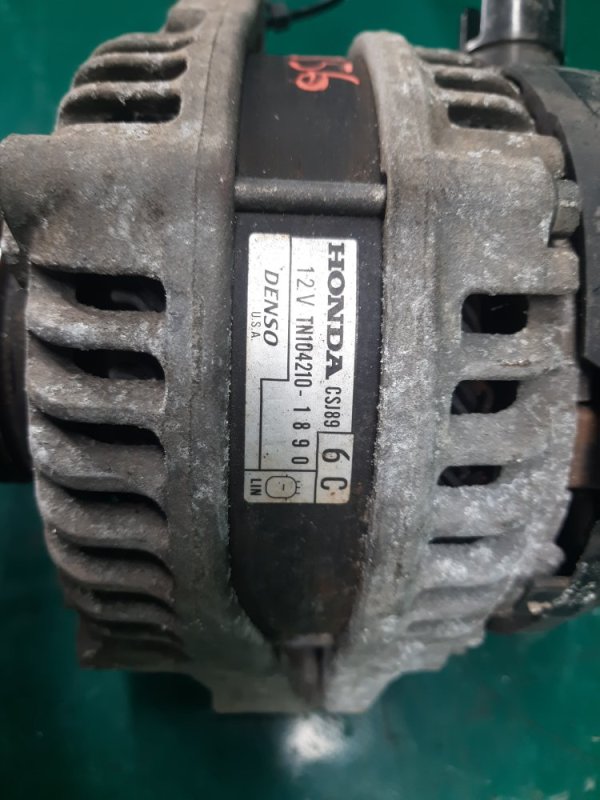 HONDA CSJ89 6C
12V TN104210-1890
DENSO
U.S.A.
LIN